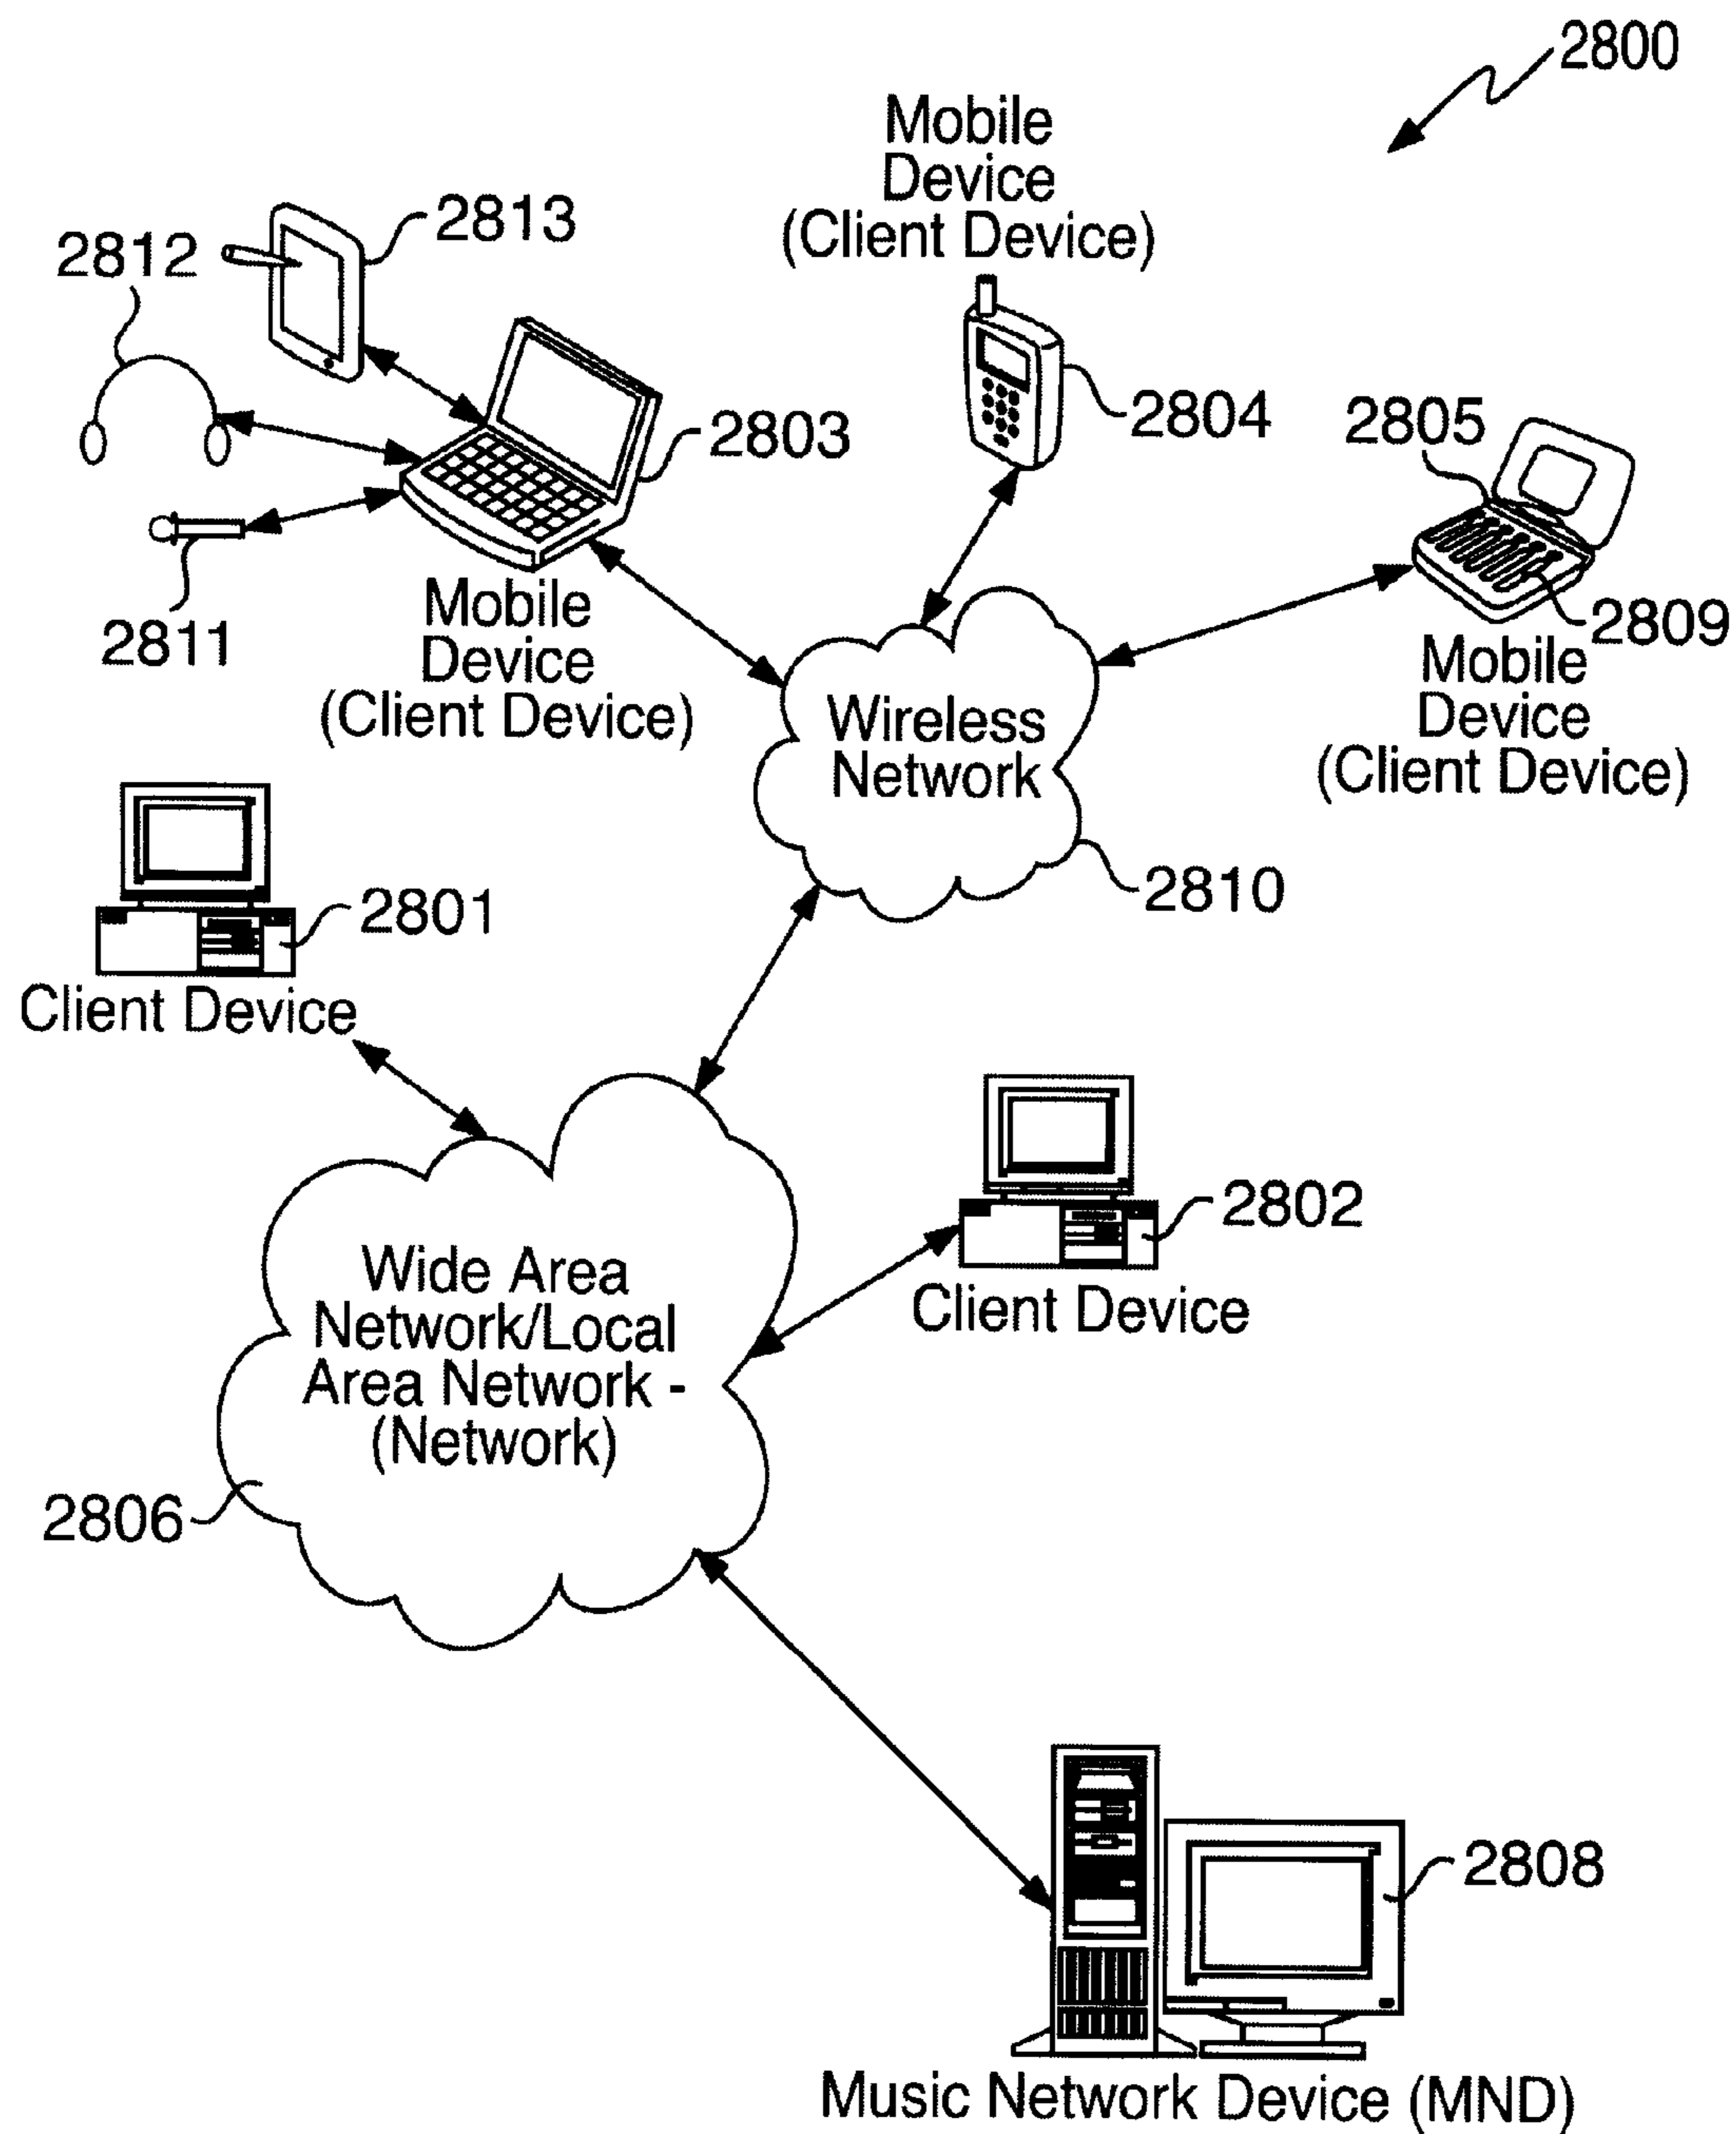 2800
Mobile
Device
(Client Device)
2813
2812
2803
2804
2805
2809
2811
Mobile
Device
(Client Device)
Mobile
Device
(Client Device)
Wireless
Network
2810
2801
Client Device
2802
Client Device
Wide Area
Network/Local
Area Network -
(Network)
2806
2808
Music Network Device (MND)